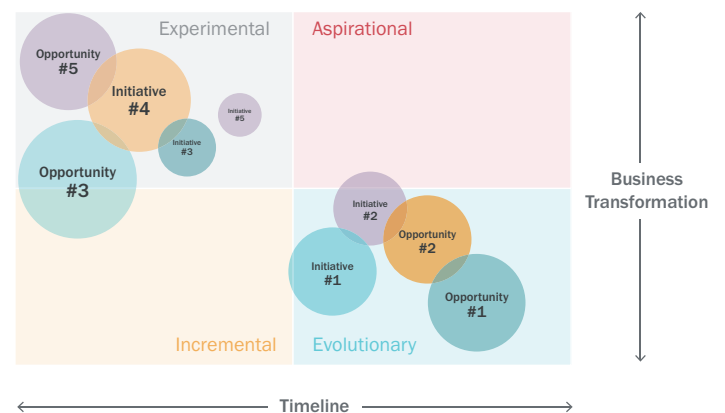 Experimental
Aspirational
Opportunity
#5
Initiative
#4
Initiative
#5
Initiative
#3
Opportunity
#3
Business
Transformation
Initiative
#2
Opportunity
#2
Initiative
#1
Opportunity
#1
Incremental
Evolutionary
Timeline